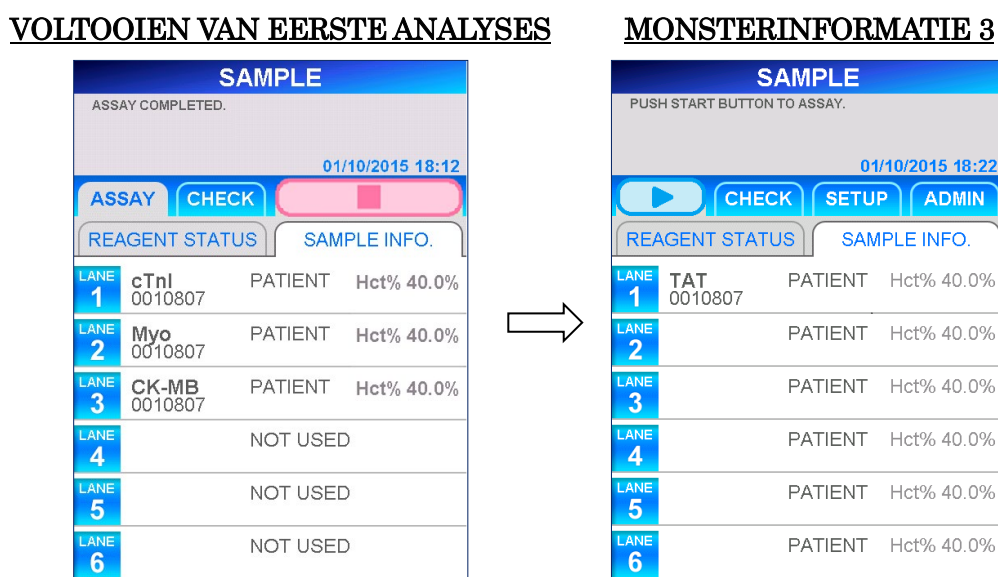 VOLTOOIEN VAN EERSTE ANALYSES
SAMPLE
ASSAY COMPLETED.
01/10/2015 18:12
ASSAY CHECK
REAGENT STATUS SAMPLE INFO.
LANE 1 cTnI PATIENT Hct% 40.0%
0010807
LANE 2 Myo PATIENT Hct% 40.0%
0010807
LANE 3 CK-MB PATIENT Hct% 40.0%
0010807
LANE 4 NOT USED
LANE 5 NOT USED
LANE 6 NOT USED
MONSTERINFORMATIE 3
SAMPLE
PUSH START BUTTON TO ASSAY.
01/10/2015 18:22
CHECK SETUP ADMIN
REAGENT STATUS SAMPLE INFO.
LANE 1 TAT PATIENT Hct% 40.0%
0010807
LANE 2 PATIENT Hct% 40.0%
LANE 3 PATIENT Hct% 40.0%
LANE 4 PATIENT Hct% 40.0%
LANE 5 PATIENT Hct% 40.0%
LANE 6 PATIENT Hct% 40.0%